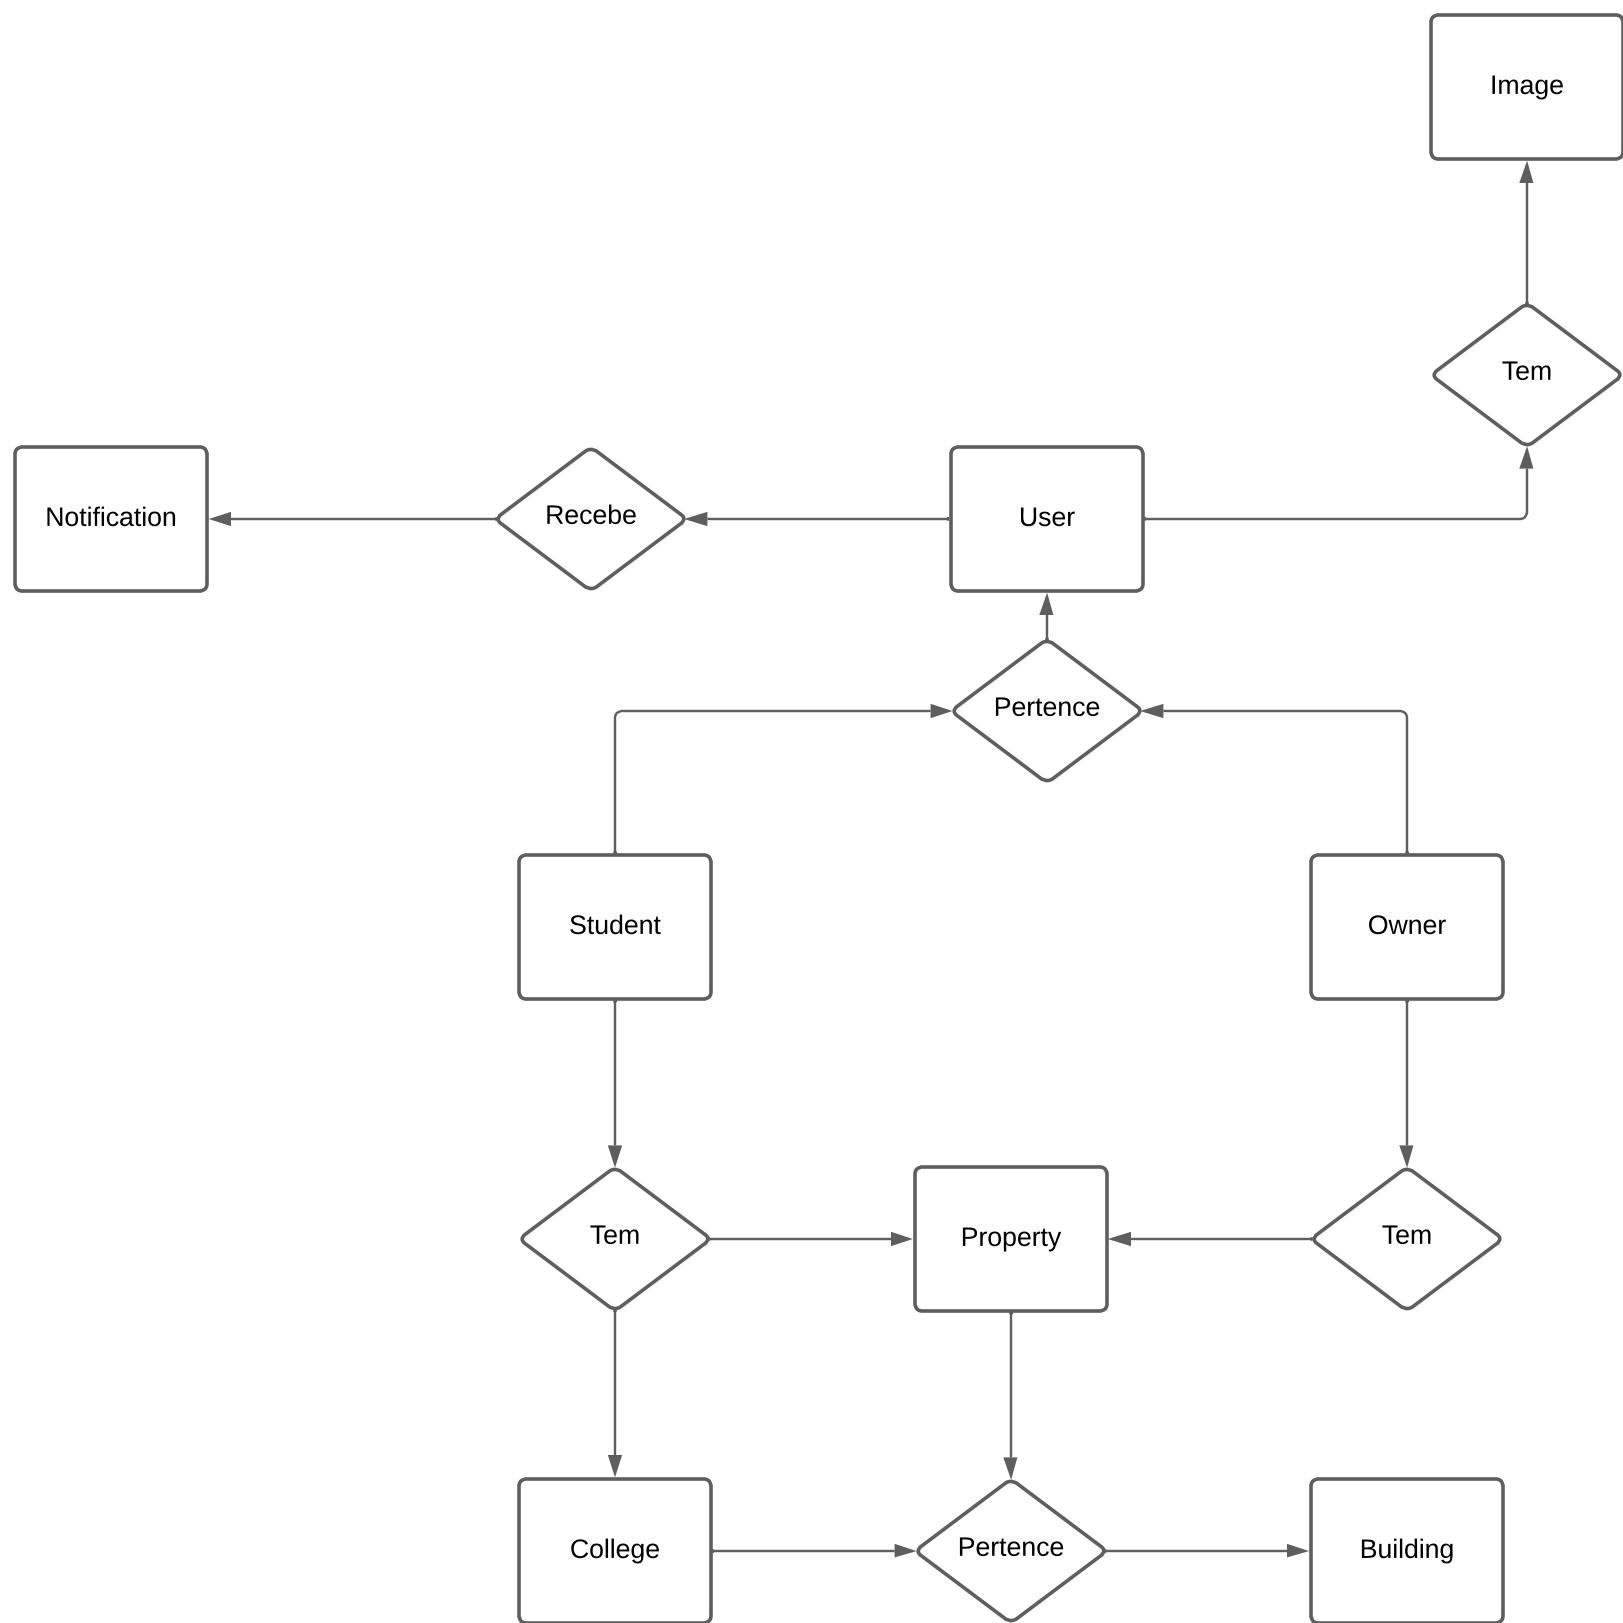 Image
Tem
Notification
Recebe
User
Pertence
Student
Owner
Tem
Property
Tem
College
Pertence
Building